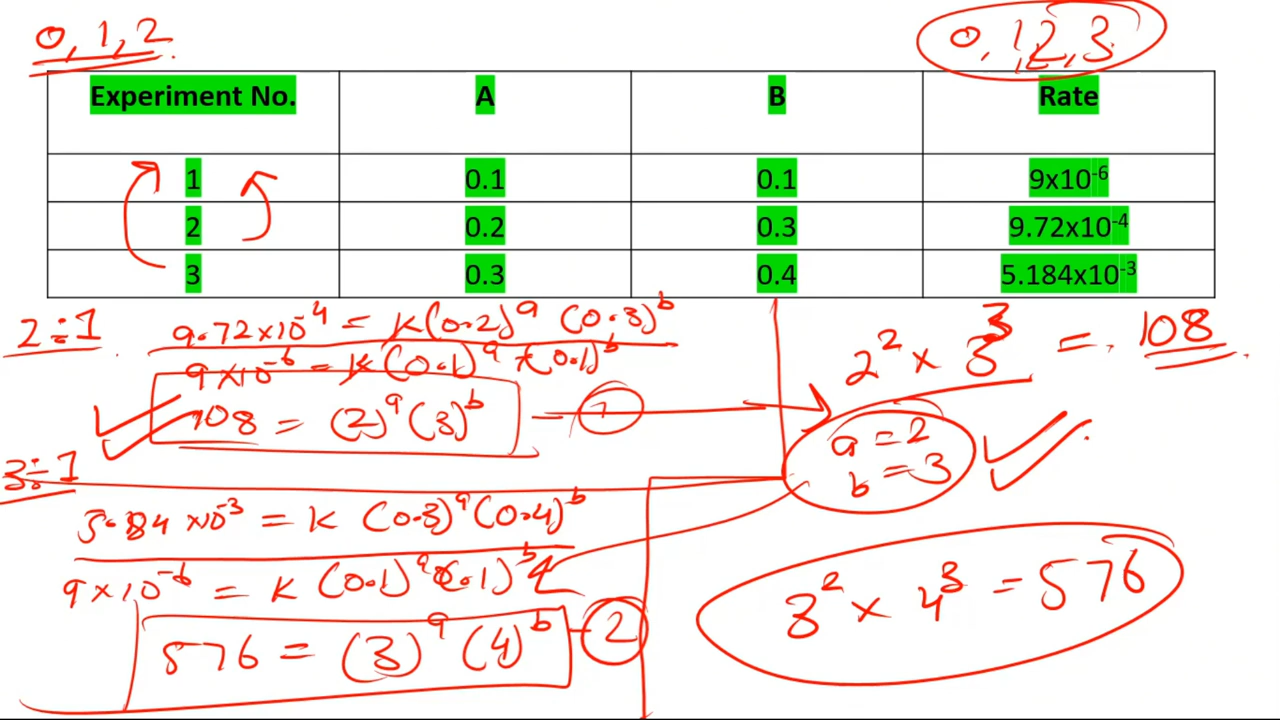 0, 1, 2
0, 1, 2, 3
Experiment No. A B Rate
1 0.1 0.1 9x10-6
2 0.2 0.3 9.72x10-4
3 0.3 0.4 5.184x10-3
2÷1
9.72×10-4 = K(0.2)a (0.3)b
9×10-6 = K(0.1)a ×(0.1)b
108 = (2)a(3)b — 1
2² × 3³ = 108
a = 2
b = 3
3÷1
5.184 ×10-3 = K (0.3)a(0.4)b
9×10-6 = K (0.1)a(0.1)b
576 = (3)a (4)b — 2
3² × 4³ = 576